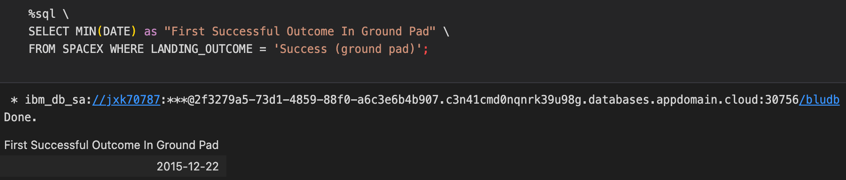 %sql \
SELECT MIN(DATE) as "First Successful Outcome In Ground Pad" \
FROM SPACEX WHERE LANDING_OUTCOME = 'Success (ground pad)';
* ibm_db_sa://jxk70787:***@2f3279a5-73d1-4859-88f0-a6c3e6b4b907.c3n41cmd0nqnrk39u98g.databases.appdomain.cloud:30756/bludb
Done.
First Successful Outcome In Ground Pad
2015-12-22